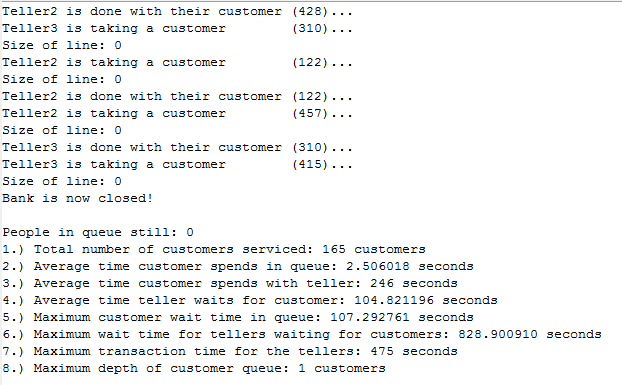 Teller2 is done with their customer (428)...
Teller3 is taking a customer        (310)...
Size of line: 0
Teller2 is taking a customer        (122)...
Size of line: 0
Teller2 is done with their customer (122)...
Teller2 is taking a customer        (457)...
Size of line: 0
Teller3 is done with their customer (310)...
Teller3 is taking a customer        (415)...
Size of line: 0
Bank is now closed!

People in queue still: 0
1.) Total number of customers serviced: 165 customers
2.) Average time customer spends in queue: 2.506018 seconds
3.) Average time customer spends with teller: 246 seconds
4.) Average time teller waits for customer: 104.821196 seconds
5.) Maximum customer wait time in queue: 107.292761 seconds
6.) Maximum wait time for tellers waiting for customers: 828.900910 seconds
7.) Maximum transaction time for the tellers: 475 seconds
8.) Maximum depth of customer queue: 1 customers